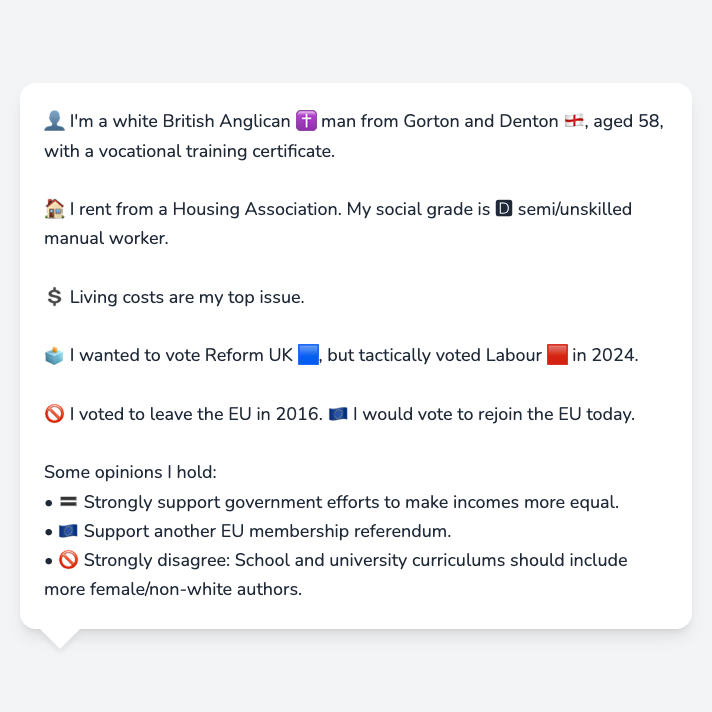 👤 I'm a white British Anglican ✝️ man from Gorton and Denton 🏴󠁧󠁢󠁥󠁮󠁧󠁿, aged 58,
with a vocational training certificate.
🏠 I rent from a Housing Association. My social grade is 🅳 semi/unskilled
manual worker.
💲 Living costs are my top issue.
🗳️ I wanted to vote Reform UK 🟦, but tactically voted Labour 🟥 in 2024.
🚫 I voted to leave the EU in 2016. 🇪🇺 I would vote to rejoin the EU today.
Some opinions I hold:
• 🟰 Strongly support government efforts to make incomes more equal.
• 🇪🇺 Support another EU membership referendum.
• 🚫 Strongly disagree: School and university curriculums should include
more female/non-white authors.